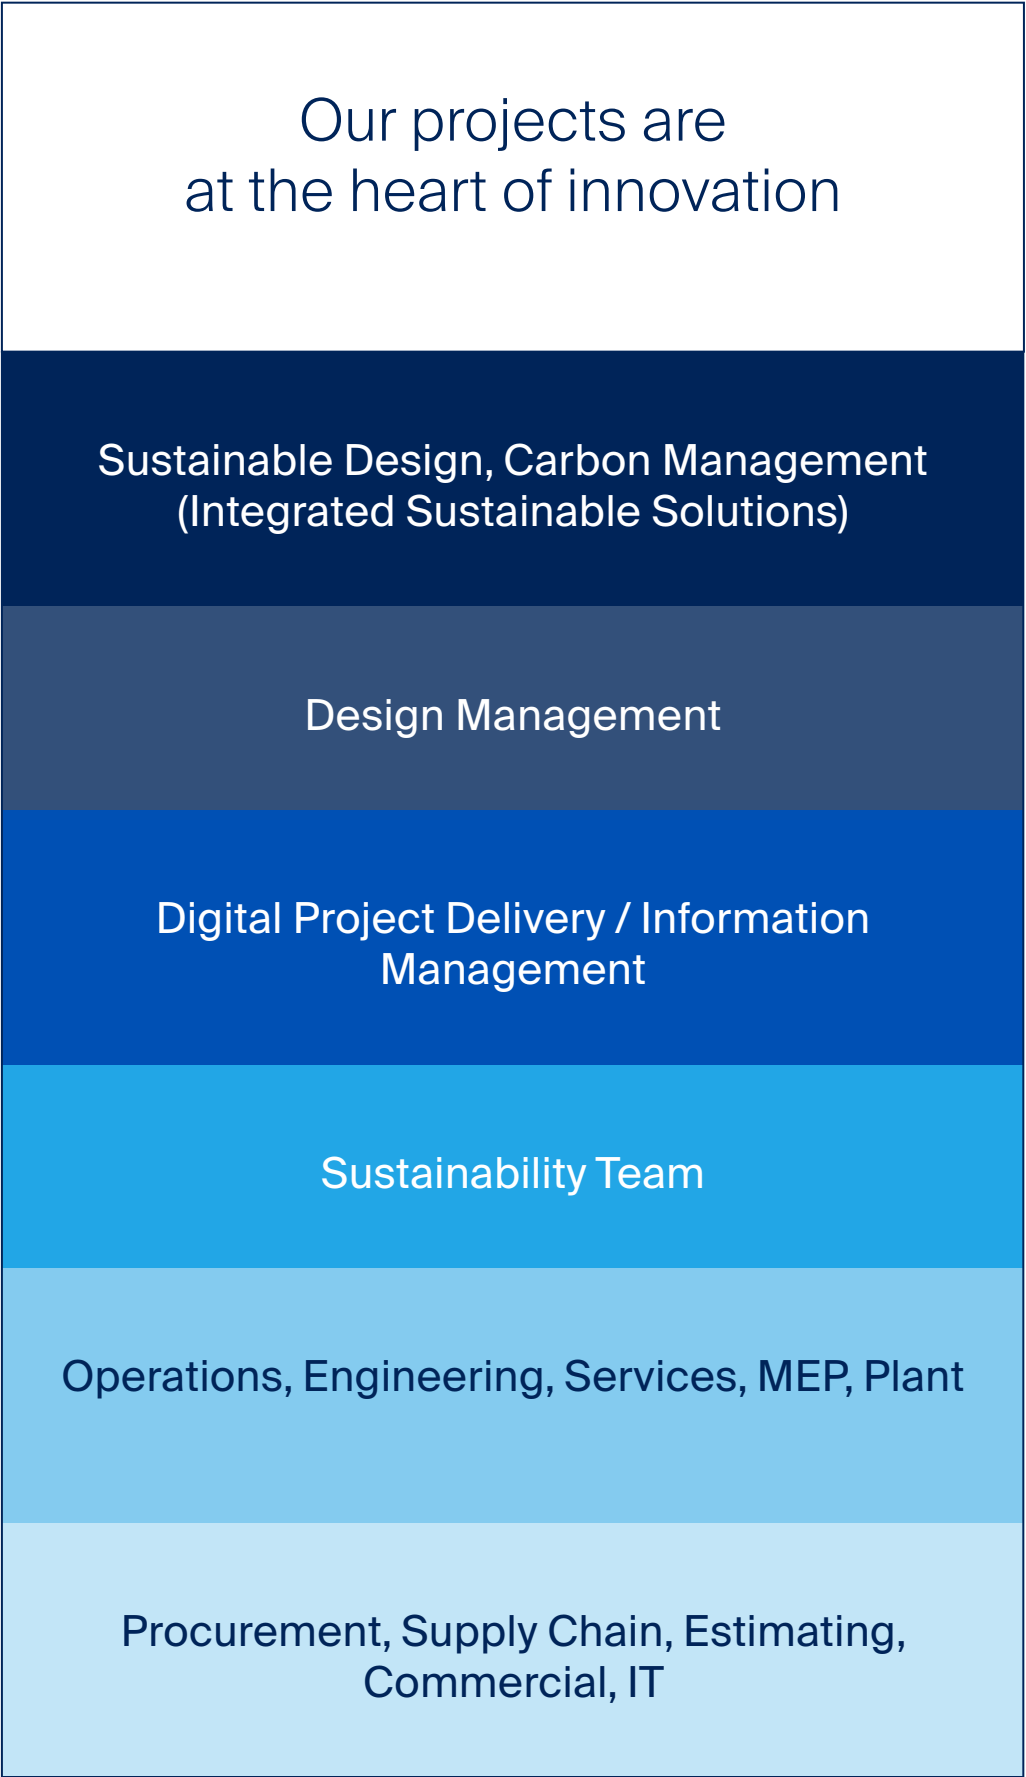 Our projects are
at the heart of innovation
Sustainable Design, Carbon Management
(Integrated Sustainable Solutions)
Design Management
Digital Project Delivery / Information
Management
Sustainability Team
Operations, Engineering, Services, MEP, Plant
Procurement, Supply Chain, Estimating,
Commercial, IT